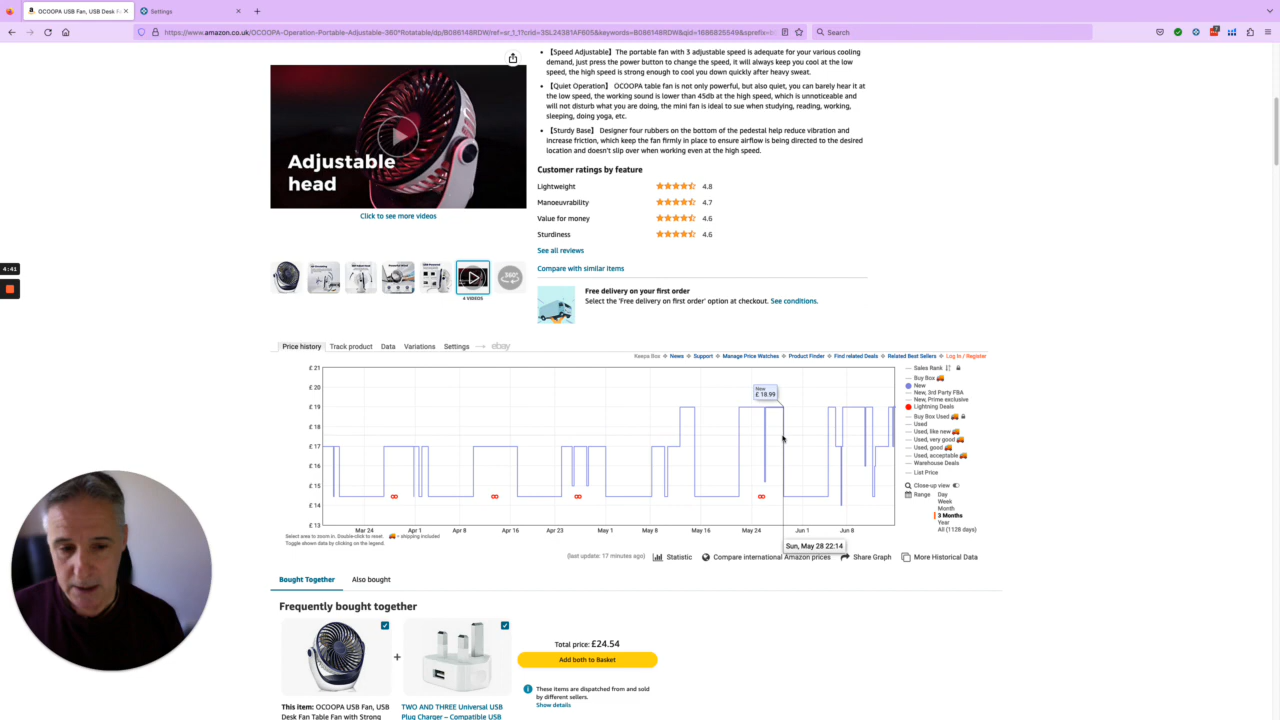 OCOOPA USB Fan, USB Desk F
Settings
https://www.amazon.co.uk/OCOOPA-Operation-Portable-Adjustable-360°Rotatable/dp/B086148RDW/ref=sr_1_1?crid=3SL24381AF605&keywords=B086148RDW&qid=1686825549&sprefix=
Search
【Speed Adjustable】 The portable fan with 3 adjustable speed is adequate for your various cooling
demand, just press the power button to change the speed, it will always keep you cool at the low
speed, the high speed is strong enough to cool you down quickly after heavy sweat.
【Quiet Operation】 OCOOPA table fan is not only powerful, but also quiet, you can barely hear it at
the low speed, the working sound is lower than 45db at the high speed, which is unnoticeable and
will not disturb what you are doing, the mini fan is ideal to sue when studying, reading, working,
sleeping, doing yoga, etc.
【Sturdy Base】 Designer four rubbers on the bottom of the pedestal help reduce vibration and
increase friction, which keep the fan firmly in place to ensure airflow is being directed to the desired
location and doesn't slip over when working even at the high speed.
Adjustable
head
Click to see more videos
Customer ratings by feature
Lightweight 4.8
Manoeuvrability 4.7
Value for money 4.6
Sturdiness 4.6
See all reviews
Compare with similar items
4:41
360°
4 VIDEOS
Free delivery on your first order
Select the 'Free delivery on first order' option at checkout. See conditions.
Price history Track product Data Variations Settings ebay
Keepa Box News Support Manage Price Watches Product Finder Find related Deals Related Best Sellers Log In / Register
£ 21
£ 20
£ 19
£ 18
£ 17
£ 16
£ 15
£ 14
£ 13
New
£ 18.99
Mar 24 Apr 1 Apr 8 Apr 16 Apr 23 May 1 May 8 May 16 May 24 Jun 1 Jun 8
Sun, May 28 22:14
Sales Rank
Buy Box
New
New, 3rd Party FBA
New, Prime exclusive
Lightning Deals
Buy Box Used
Used
Used, like new
Used, very good
Used, good
Used, acceptable
Warehouse Deals
List Price
Close-up view
Range Day
Week
Month
3 Months
Year
All (1128 days)
Select area to zoom in. Double-click to reset. = shipping included
Toggle shown data by clicking on the legend.
(last update: 17 minutes ago) Statistic Compare international Amazon prices Share Graph More Historical Data
Bought Together Also bought
Frequently bought together
Total price: £24.54
Add both to Basket
These items are dispatched from and sold
by different sellers.
Show details
This item: OCOOPA USB Fan, USB
Desk Fan Table Fan with Strong
TWO AND THREE Universal USB
Plug Charger – Compatible USB